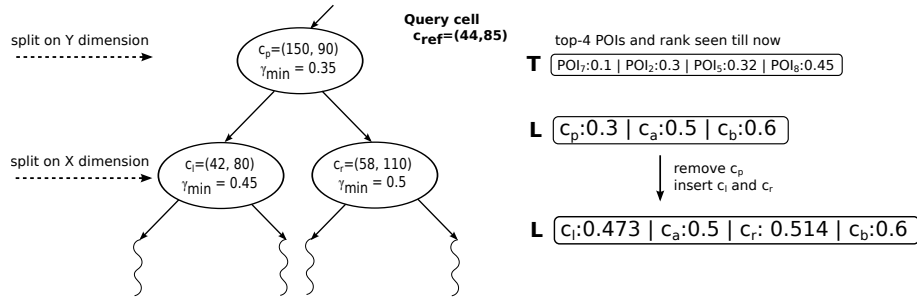 Query cell
c_ref=(44,85)
split on Y dimension
c_p=(150, 90)
γ_min = 0.35
top-4 POIs and rank seen till now
T POI_7:0.1 | POI_2:0.3 | POI_5:0.32 | POI_8:0.45
L c_p:0.3 | c_a:0.5 | c_b:0.6
split on X dimension
c_l=(42, 80)
γ_min = 0.45
c_r=(58, 110)
γ_min = 0.5
remove c_p
insert c_l and c_r
L c_l:0.473 | c_a:0.5 | c_r: 0.514 | c_b:0.6